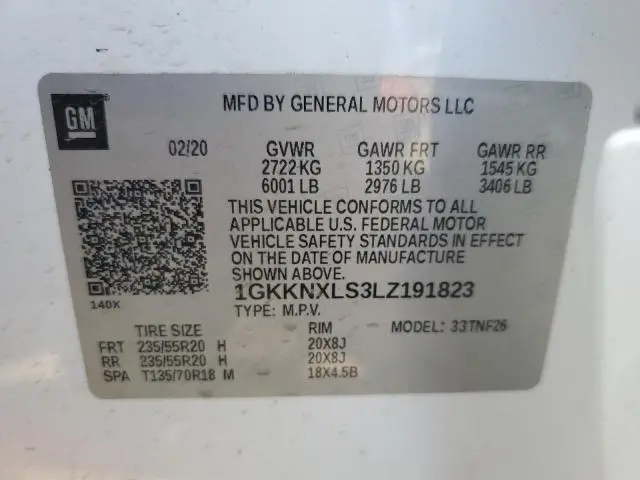 GM
MFD BY GENERAL MOTORS LLC
02/20 GVWR GAWR FRT GAWR RR
2722 KG 1350 KG 1545 KG
6001 LB 2976 LB 3406 LB
THIS VEHICLE CONFORMS TO ALL
APPLICABLE U.S. FEDERAL MOTOR
VEHICLE SAFETY STANDARDS IN EFFECT
ON THE DATE OF MANUFACTURE
SHOWN ABOVE.
140X
1GKKNXLS3LZ191823
TYPE: M.P.V.
TIRE SIZE RIM MODEL: 33TNF26
FRT 235/55R20 H 20X8J
RR 235/55R20 H 20X8J
SPA T135/70R18 M 18X4.5B